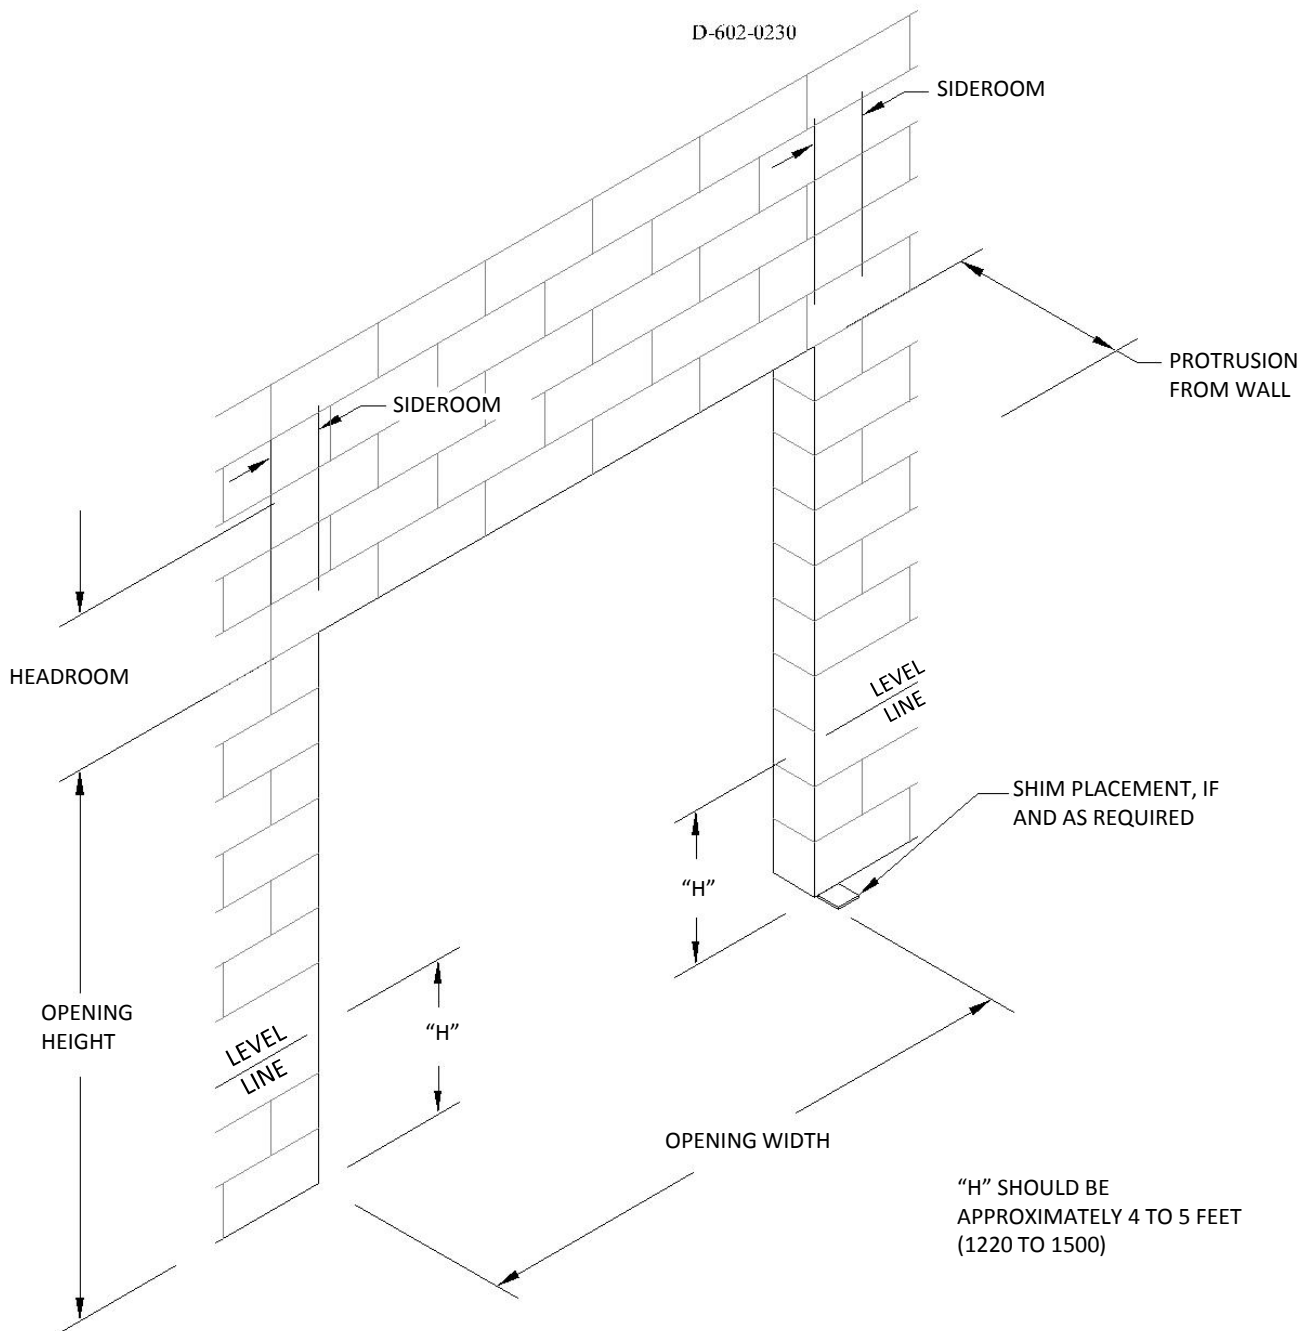 D-602-0230
SIDEROOM
PROTRUSION
FROM WALL
SIDEROOM
HEADROOM
LEVEL
LINE
SHIM PLACEMENT, IF
AND AS REQUIRED
“H”
OPENING
HEIGHT
“H”
LEVEL
LINE
OPENING WIDTH
“H” SHOULD BE
APPROXIMATELY 4 TO 5 FEET
(1220 TO 1500)